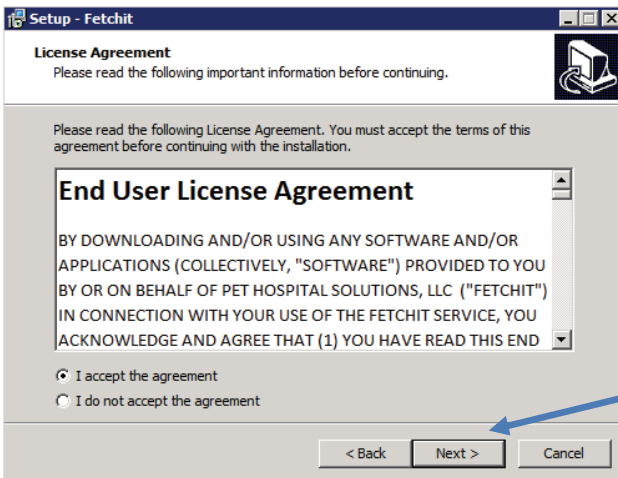 Setup - Fetchit
License Agreement
Please read the following important information before continuing.
Please read the following License Agreement. You must accept the terms of this
agreement before continuing with the installation.
End User License Agreement
BY DOWNLOADING AND/OR USING ANY SOFTWARE AND/OR
APPLICATIONS (COLLECTIVELY, "SOFTWARE") PROVIDED TO YOU
BY OR ON BEHALF OF PET HOSPITAL SOLUTIONS, LLC ("FETCHIT")
IN CONNECTION WITH YOUR USE OF THE FETCHIT SERVICE, YOU
ACKNOWLEDGE AND AGREE THAT (1) YOU HAVE READ THIS END
I accept the agreement
I do not accept the agreement
< Back Next > Cancel